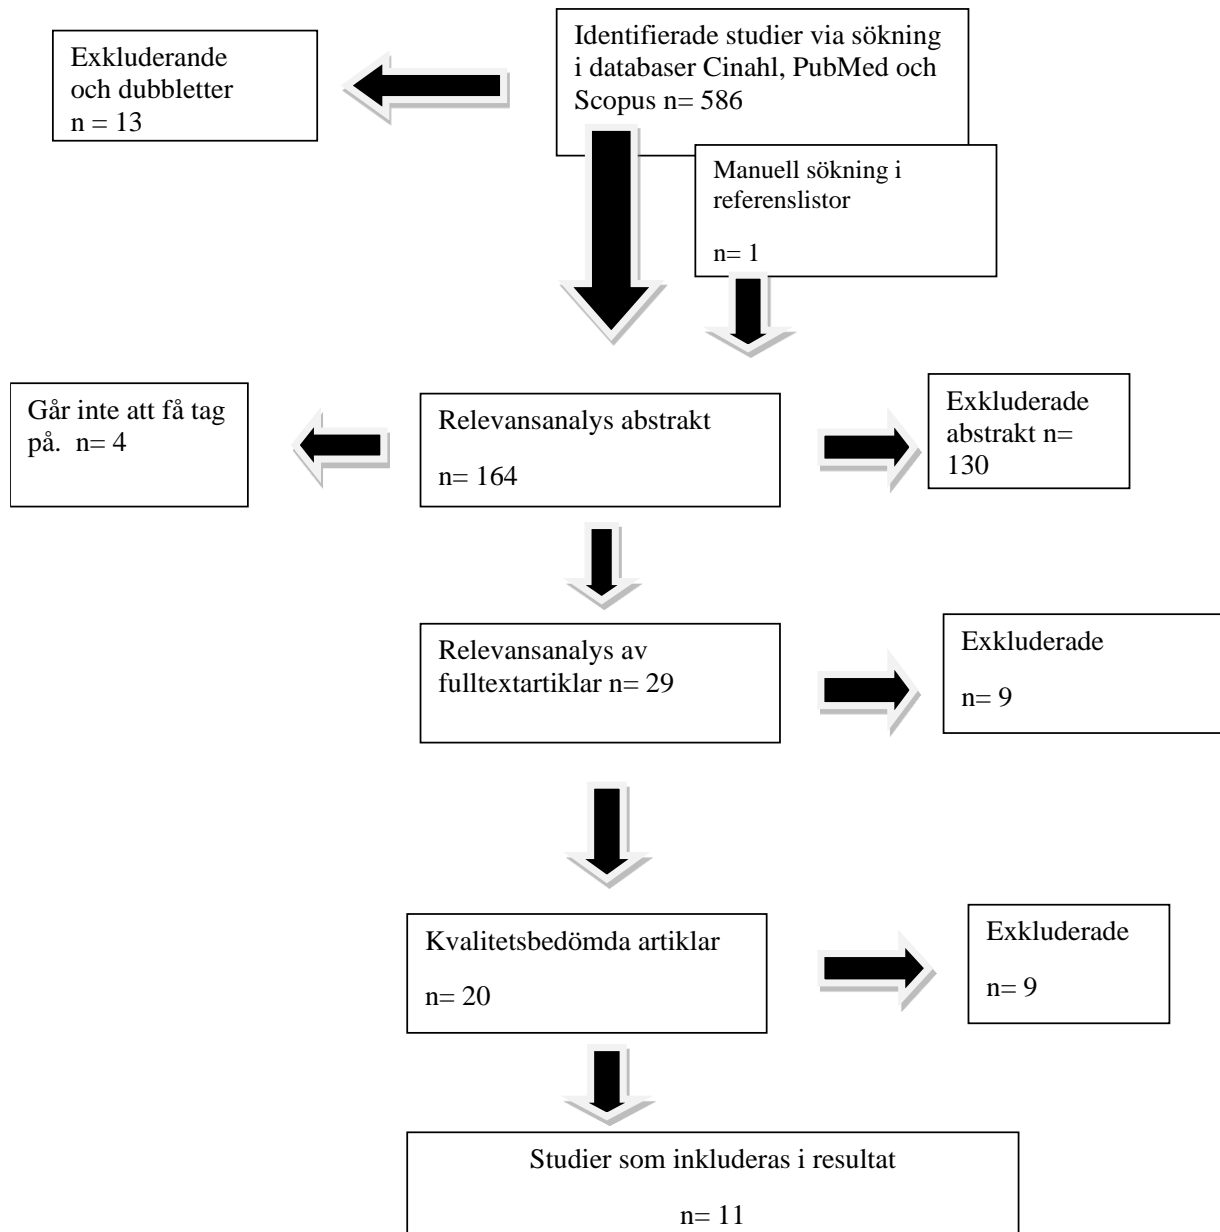 Exkluderande
och dubbletter
n = 13
Identifierade studier via sökning
i databaser Cinahl, PubMed och
Scopus n= 586
Manuell sökning i
referenslistor
n= 1
Går inte att få tag
på.  n= 4
Relevansanalys abstrakt
n= 164
Exkluderade
abstrakt n=
130
Relevansanalys av
fulltextartiklar n= 29
Exkluderade
n= 9
Kvalitetsbedömda artiklar
n= 20
Exkluderade
n= 9
Studier som inkluderas i resultat
n= 11